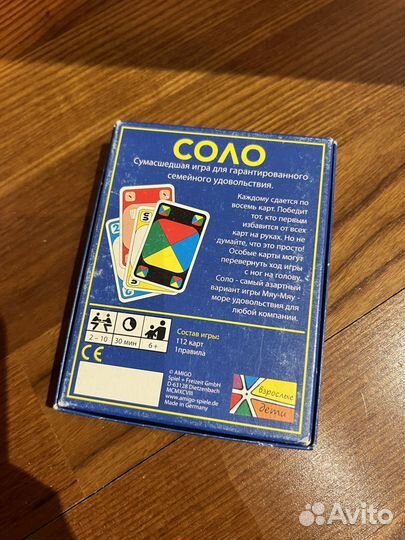 СОЛО
Сумасшедшая игра для гарантированного
семейного удовольствия.
Каждому сдается по
восемь карт. Победит
тот, кто первым
избавится от всех
карт на руках. Но не
думайте, что это просто!
Особые карты могут
перевернуть ход игры
с ног на голову.
Соло - самый азартный
вариант игры Мяу-Мяу -
море удовольствия для
любой компании.
2
S
S
6
2 – 10
30 мин
6+
Состав игры:
112 карт
1правила
CE
© AMIGO
Spiel + Freizeit GmbH
D-63128 Dietzenbach
MCMXCVIII
www.amigo-spiele.de
Made in Germany
взрослые
дети
Avito